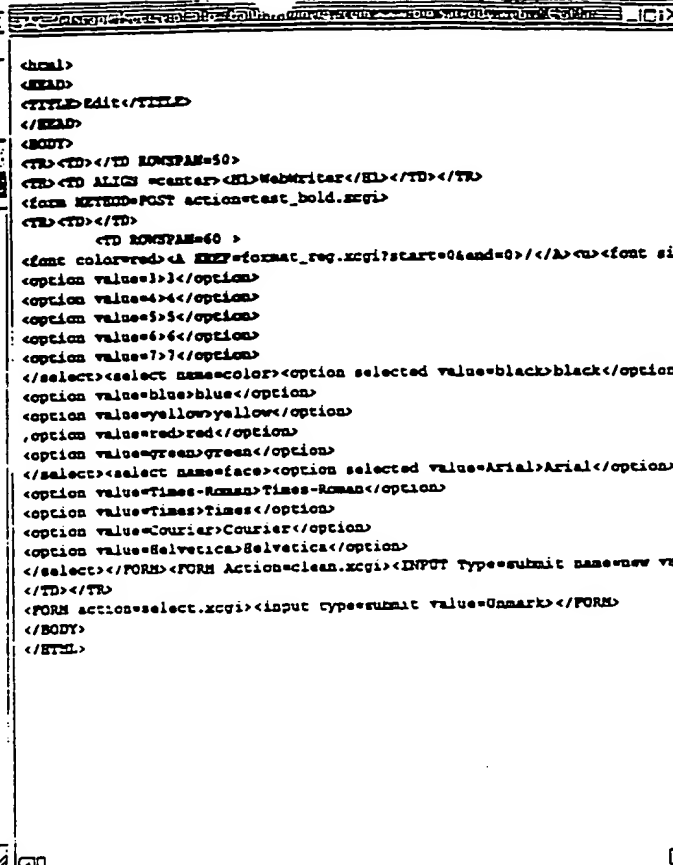 <html>
<HEAD>
<TITLE>Edit</TITLE>
</HEAD>
<BODY>
<TR><TD></TD ROWSPAN=50>
<TR><TD ALIGN =center><H1>WebWriter</H1></TD></TR>
<form METHOD=POST action=test_bold.xcgi>
<TR><TD></TD>
<TD ROWSPAN=60 >
<font color=red><A HREF=format_reg.xcgi?start=0&end=0>/</A><u><font si
<option value=3>3</option>
<option value=4>4</option>
<option value=5>5</option>
<option value=6>6</option>
<option value=7>7</option>
</select><select name=color><option selected value=black>black</option
<option value=blue>blue</option>
<option value=yellow>yellow</option>
,option value=red>red</option>
<option value=green>green</option>
</select><select name=face><option selected value=Arial>Arial</option>
<option value=Times-Roman>Times-Roman</option>
<option value=Times>Times</option>
<option value=Courier>Courier</option>
<option value=Helvetica>Helvetica</option>
</select></FORM><FORM Action=clean.xcgi><INPUT Type=submit name=new va
</TD></TR>
<FORM action=select.xcgi><input type=submit value=Unmark></FORM>
</BODY>
</HTML>